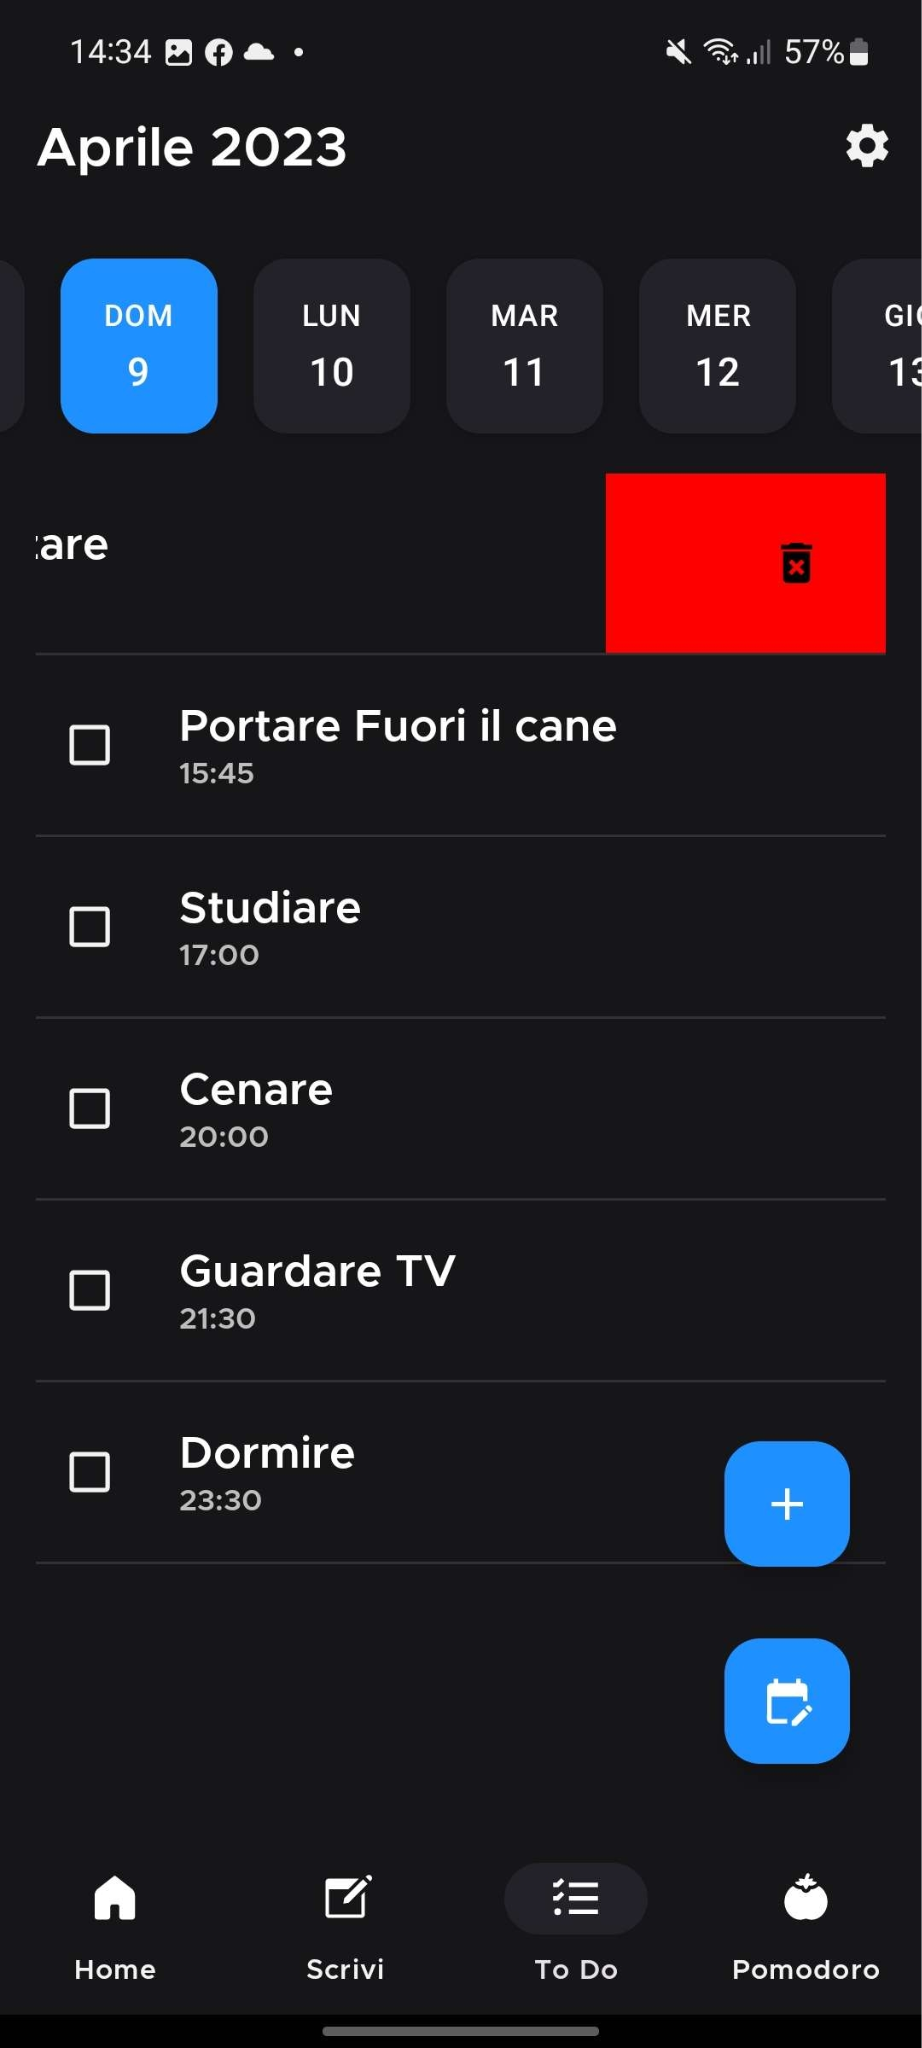 14:34
57%
Aprile 2023
DOM
LUN
MAR
MER
9
10
11
12
13
are
Portare Fuori il cane
15:45
Studiare
17:00
Cenare
20:00
Guardare TV
21:30
Dormire
23:30
Home
Scrivi
To Do
Pomodoro